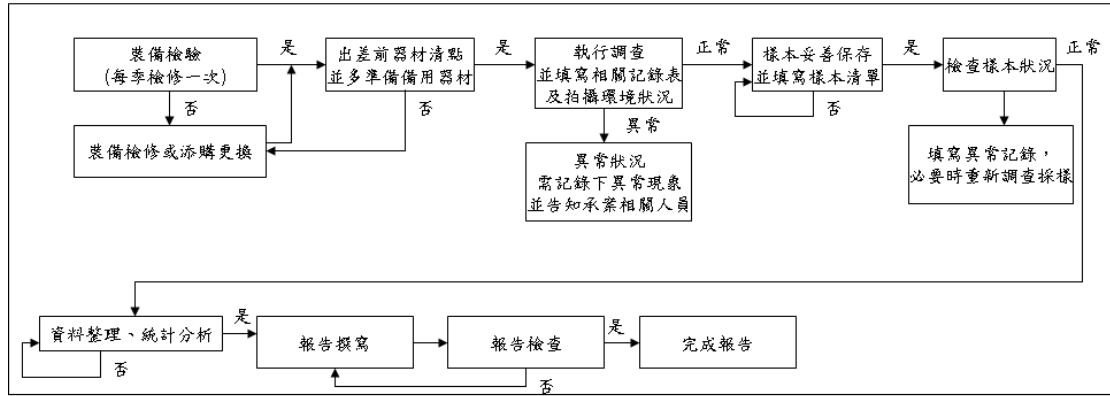 裝備檢驗
(每季檢修一次)
是
否
裝備檢修或添購更換
出差前器材清點
並多準備備用器材
是
否
執行調查
並填寫相關記錄表
及拍攝環境狀況
正常
異常
異常狀況
需記錄下異常現象
並告知承案相關人員
樣本妥善保存
並填寫樣本清單
是
否
檢查樣本狀況
正常
填寫異常記錄，
必要時重新調查採樣
資料整理、統計分析
是
否
報告撰寫
報告檢查
是
否
完成報告